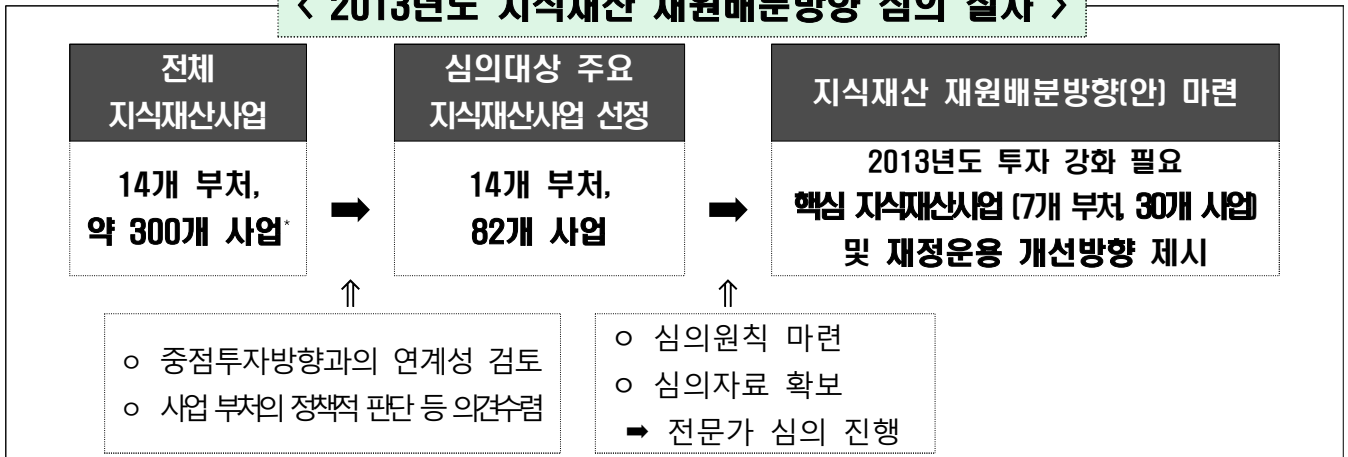 < 2013년도 지식재산 재원배분방향 심의 절차 >
전체
지식재산사업
14개 부처,
약 300개 사업*
➡
심의대상 주요
지식재산사업 선정
14개 부처,
82개 사업
➡
지식재산 재원배분방향(안) 마련
2013년도 투자 강화 필요
핵심 지식재산사업 (7개 부처, 30개 사업)
및 재정운용 개선방향 제시
⇑
ㅇ 중점투자방향과의 연계성 검토
ㅇ 사업 부처의 정책적 판단 등 의견수렴
⇑
ㅇ 심의원칙 마련
ㅇ 심의자료 확보
➡ 전문가 심의 진행